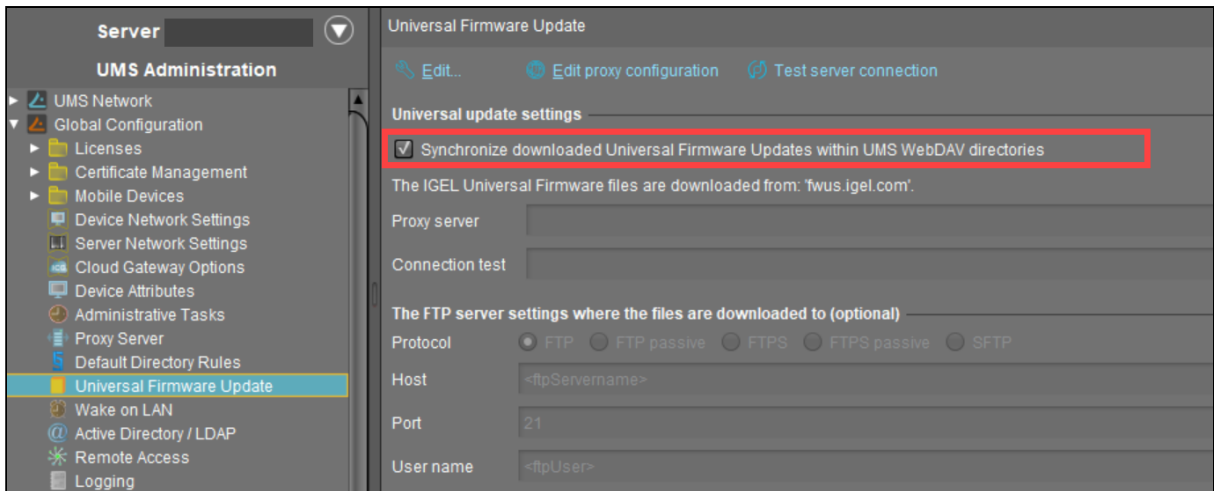 Server
UMS Administration
UMS Network
Global Configuration
Licenses
Certificate Management
Mobile Devices
Device Network Settings
Server Network Settings
Cloud Gateway Options
Device Attributes
Administrative Tasks
Proxy Server
Default Directory Rules
Universal Firmware Update
Wake on LAN
Active Directory / LDAP
Remote Access
Logging
Universal Firmware Update
Edit... Edit proxy configuration Test server connection
Universal update settings
Synchronize downloaded Universal Firmware Updates within UMS WebDAV directories
The IGEL Universal Firmware files are downloaded from: 'fwus.igel.com'.
Proxy server
Connection test
The FTP server settings where the files are downloaded to (optional)
Protocol FTP FTP passive FTPS FTPS passive SFTP
Host <ftpServername>
Port 21
User name <ftpUser>